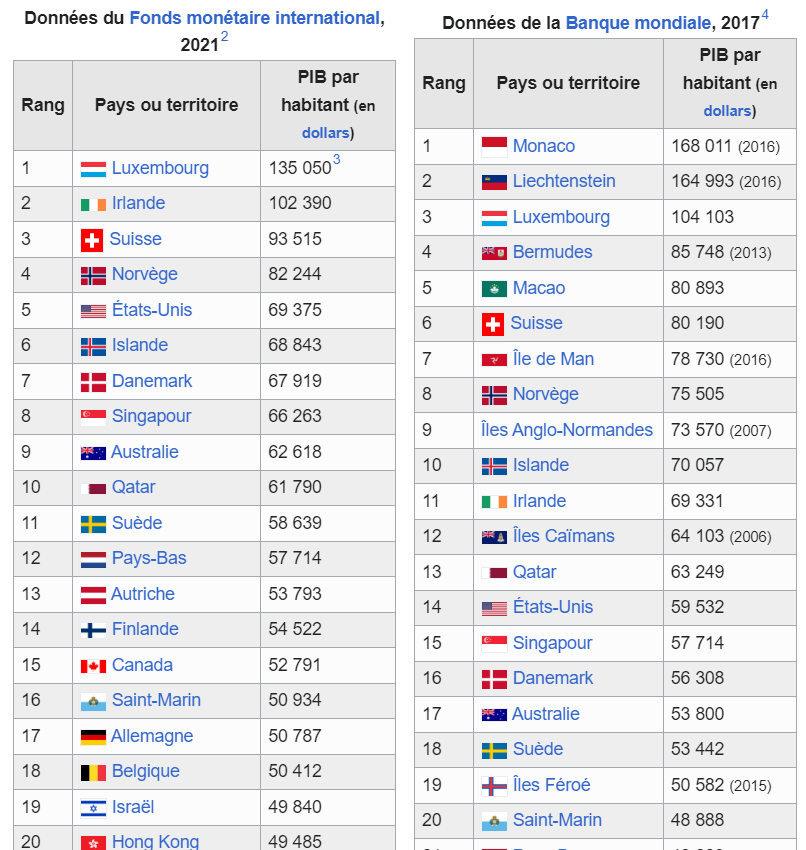 Données du Fonds monétaire international,
2021 2
Rang Pays ou territoire PIB par habitant (en dollars)
1 Luxembourg 135 050 3
2 Irlande 102 390
3 Suisse 93 515
4 Norvège 82 244
5 États-Unis 69 375
6 Islande 68 843
7 Danemark 67 919
8 Singapour 66 263
9 Australie 62 618
10 Qatar 61 790
11 Suède 58 639
12 Pays-Bas 57 714
13 Autriche 53 793
14 Finlande 54 522
15 Canada 52 791
16 Saint-Marin 50 934
17 Allemagne 50 787
18 Belgique 50 412
19 Israël 49 840
20 Hong Kong 49 485
Données de la Banque mondiale, 2017 4
Rang Pays ou territoire PIB par habitant (en dollars)
1 Monaco 168 011 (2016)
2 Liechtenstein 164 993 (2016)
3 Luxembourg 104 103
4 Bermudes 85 748 (2013)
5 Macao 80 893
6 Suisse 80 190
7 Île de Man 78 730 (2016)
8 Norvège 75 505
9 Îles Anglo-Normandes 73 570 (2007)
10 Islande 70 057
11 Irlande 69 331
12 Îles Caïmans 64 103 (2006)
13 Qatar 63 249
14 États-Unis 59 532
15 Singapour 57 714
16 Danemark 56 308
17 Australie 53 800
18 Suède 53 442
19 Îles Féroé 50 582 (2015)
20 Saint-Marin 48 888